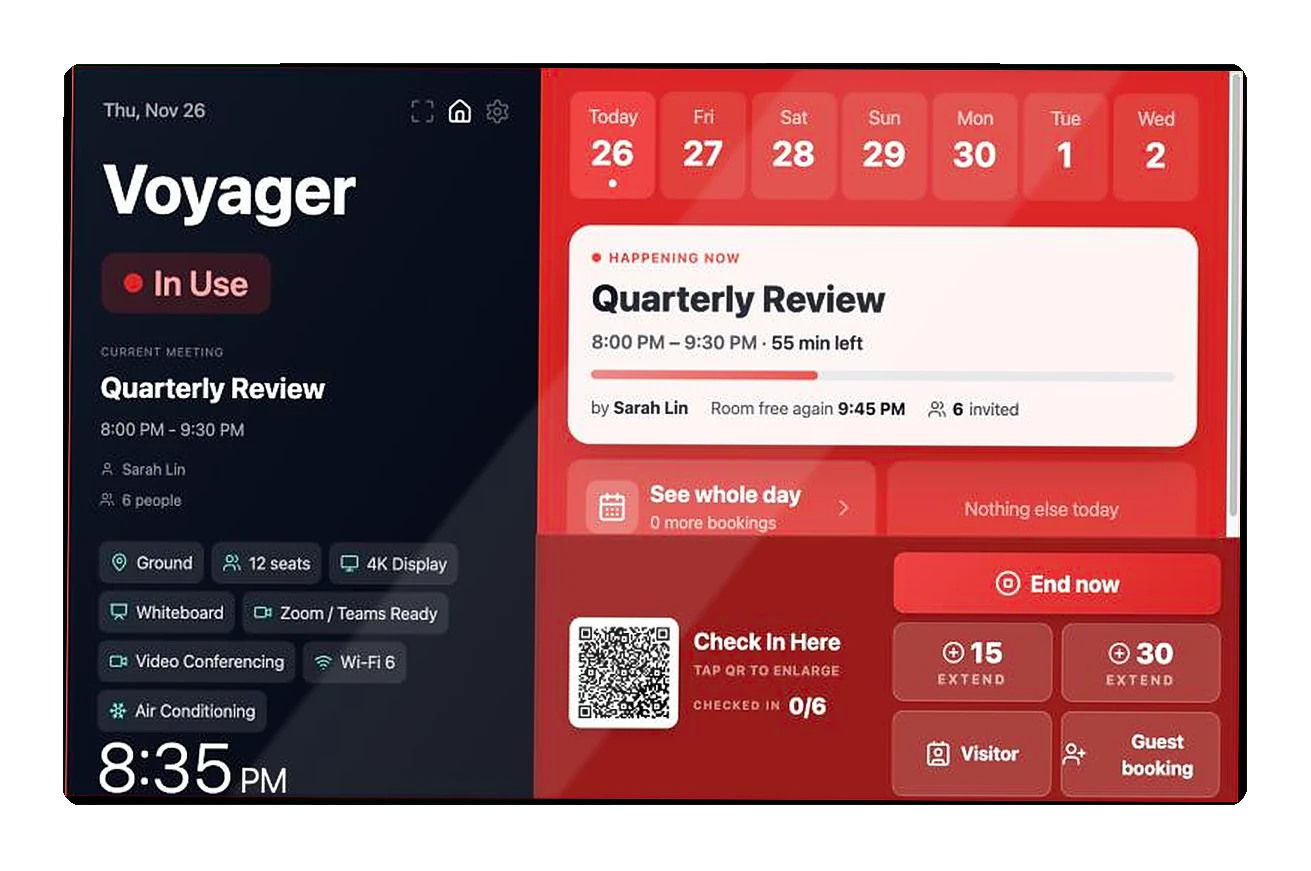 Thu, Nov 26
Voyager
In Use
CURRENT MEETING
Quarterly Review
8:00 PM - 9:30 PM
Sarah Lin
6 people
Ground
12 seats
4K Display
Whiteboard
Zoom / Teams Ready
Video Conferencing
Wi-Fi 6
Air Conditioning
8:35 PM
Today
26
Fri
27
Sat
28
Sun
29
Mon
30
Tue
1
Wed
2
HAPPENING NOW
Quarterly Review
8:00 PM – 9:30 PM · 55 min left
by Sarah Lin
Room free again 9:45 PM
6 invited
See whole day
0 more bookings
Nothing else today
Check In Here
TAP QR TO ENLARGE
CHECKED IN 0/6
End now
15
EXTEND
30
EXTEND
Visitor
Guest
booking